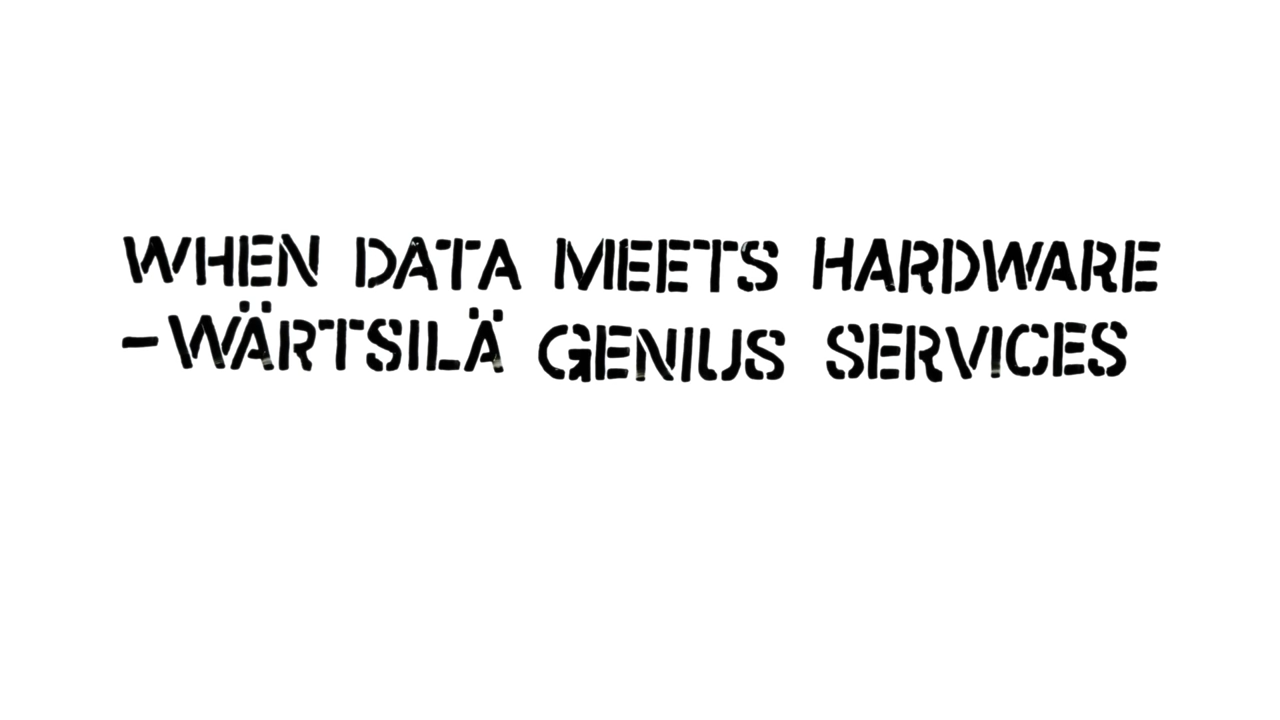 WHEN DATA MEETS HARDWARE
– WÄRTSILÄ GENIUS SERVICES